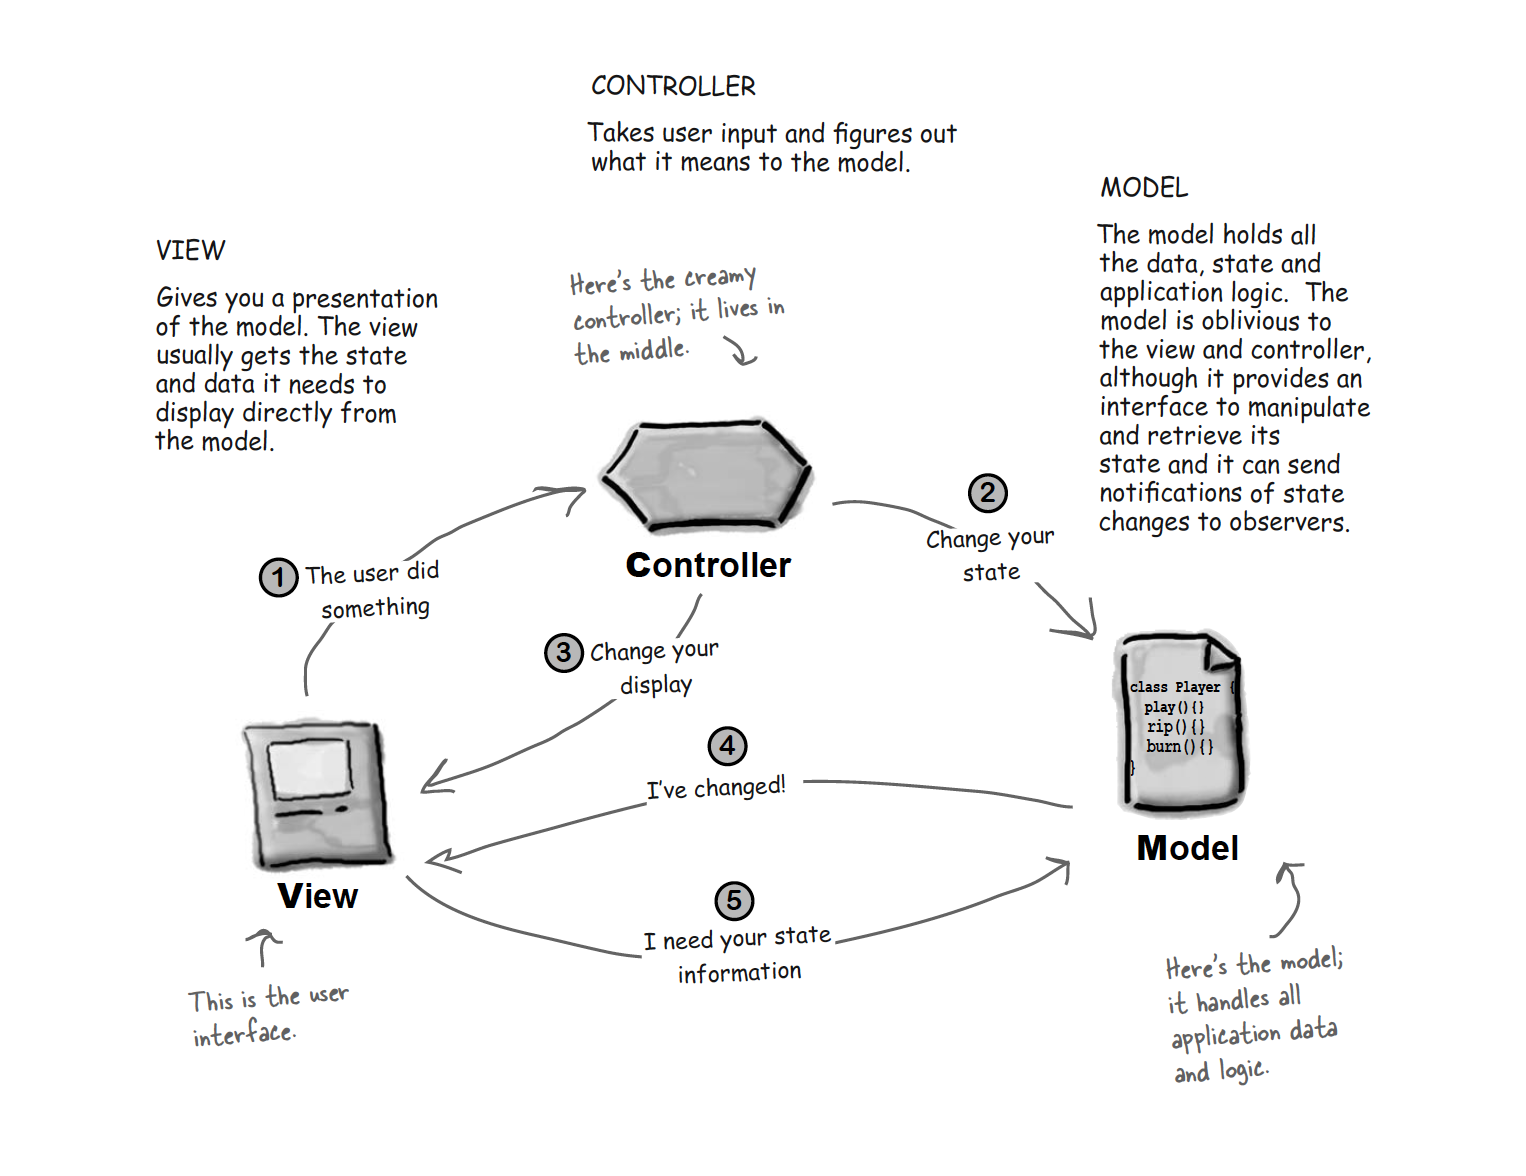 CONTROLLER
Takes user input and figures out
what it means to the model.
MODEL
The model holds all
the data, state and
application logic.  The
model is oblivious to
the view and controller,
although it provides an
interface to manipulate
and retrieve its
state and it can send
notifications of state
changes to observers.
VIEW
Gives you a presentation
of the model. The view
usually gets the state
and data it needs to
display directly from
the model.
Here's the creamy
controller; it lives in
the middle.
Controller
1 The user did
something
2
Change your
state
3 Change your
display
4
I've changed!
5
I need your state
information
class Player {
play(){}
rip(){}
burn(){}
}
Model
View
This is the user
interface.
Here's the model;
it handles all
application data
and logic.